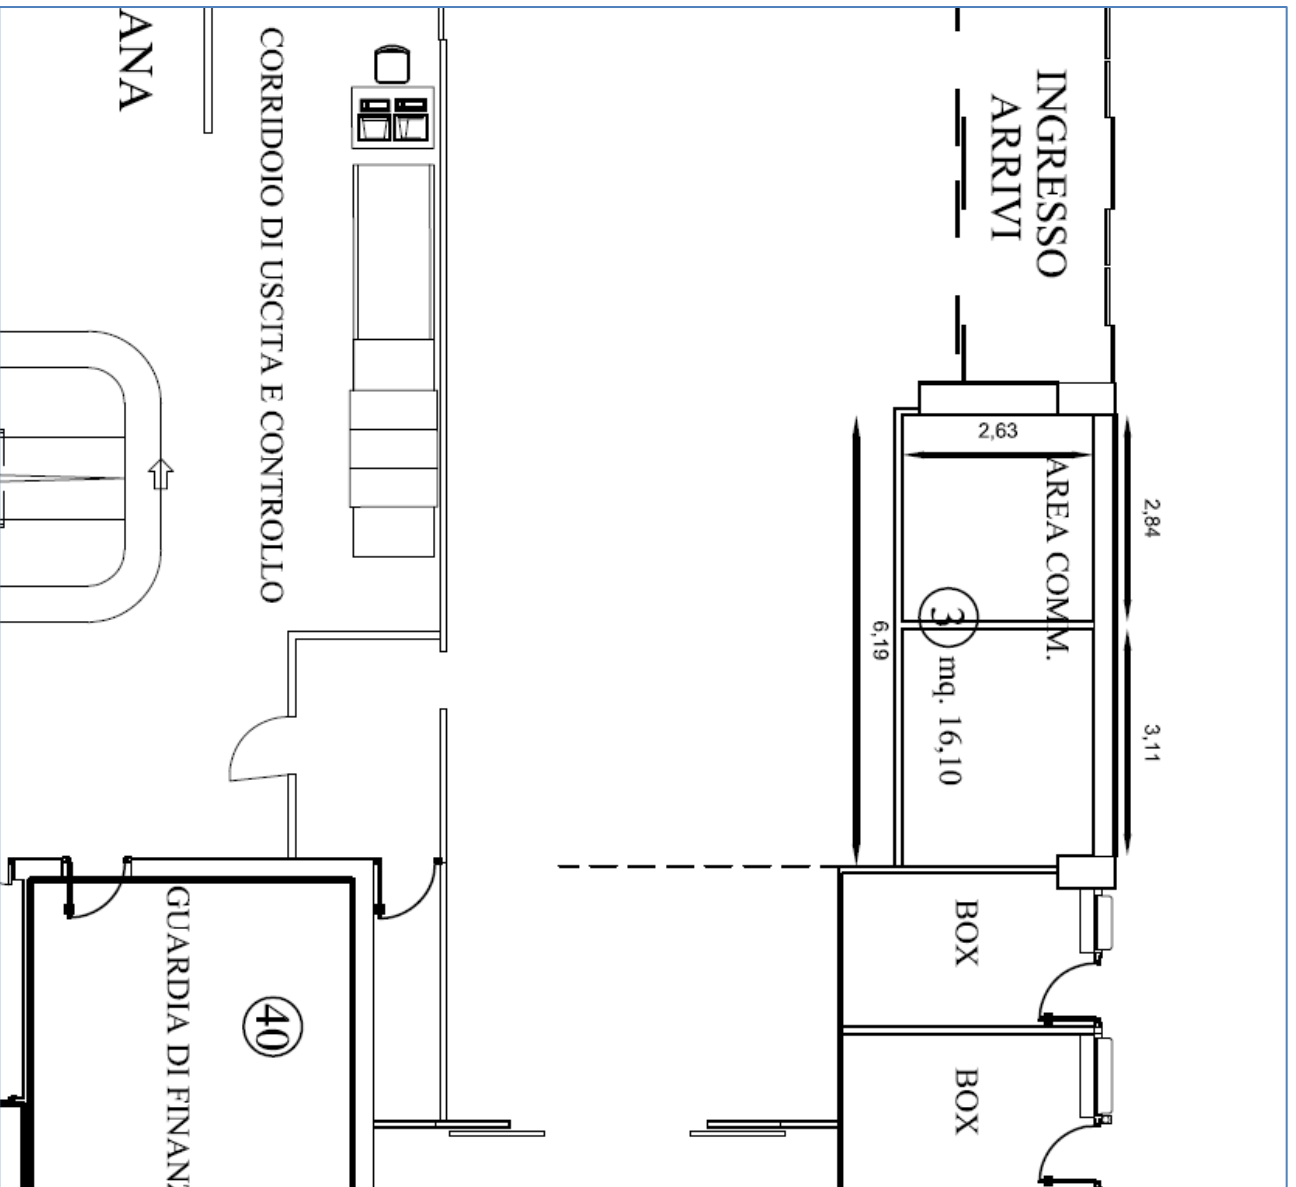 ANA
CORRIDOIO DI USCITA E CONTROLLO
INGRESSO
ARRIVI
2,63
2,84
AREA COMM.
3
mq. 16,10
6,19
3,11
BOX
BOX
GUARDIA DI FINANZ
40